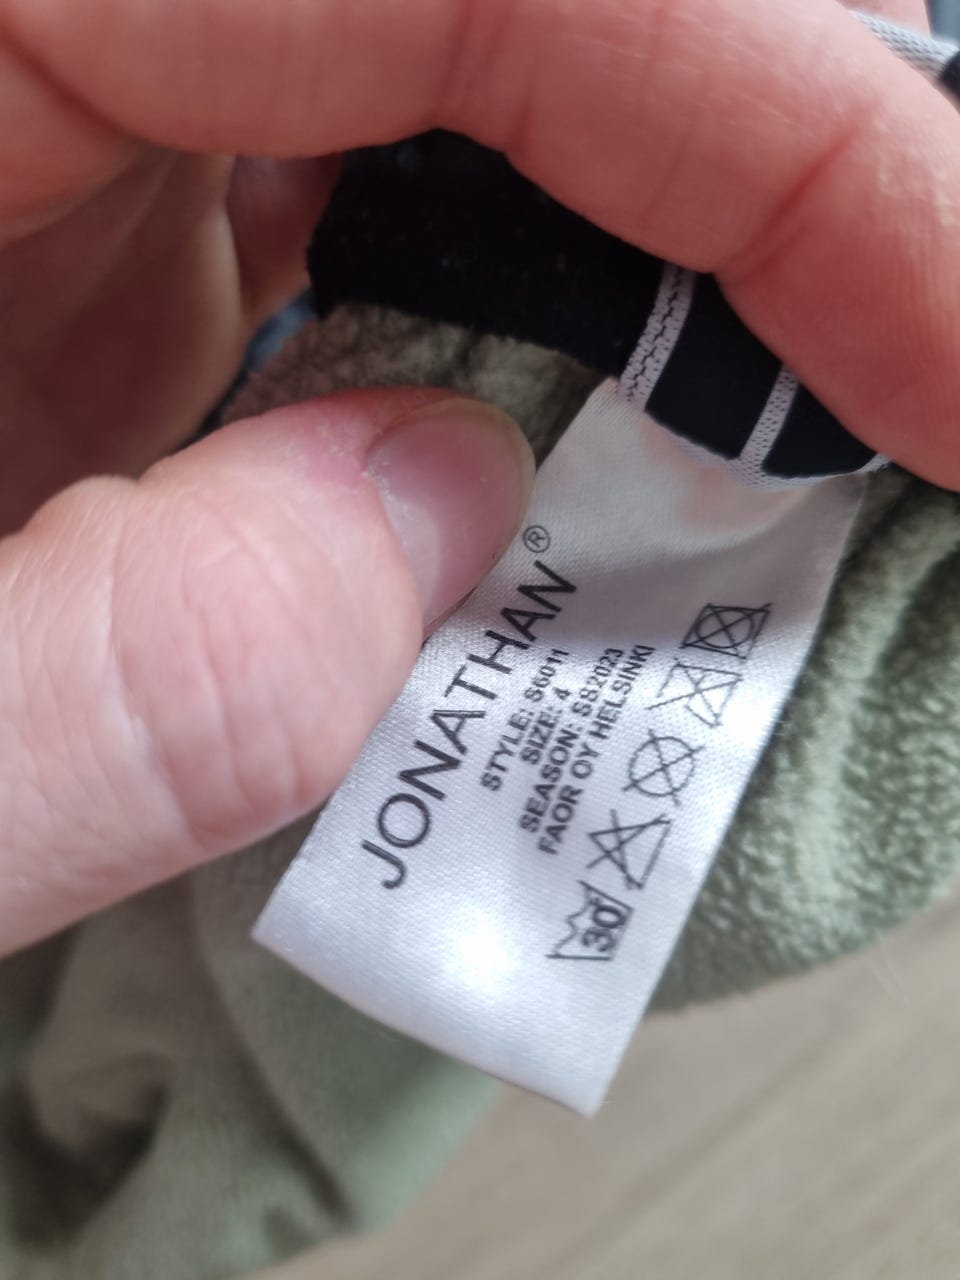 JONATHAN®
STYLE: S6011
SIZE: 4
SEASON: SS2023
FAOR OY HELSINKI
30